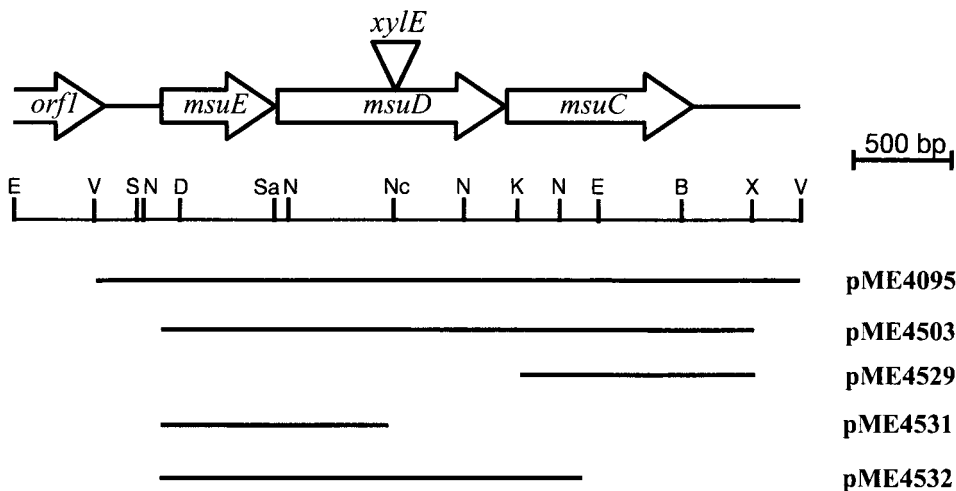 xylE
orf1 msuE msuD msuC
500 bp
E V S N D Sa N Nc N K N E B X V
pME4095
pME4503
pME4529
pME4531
pME4532